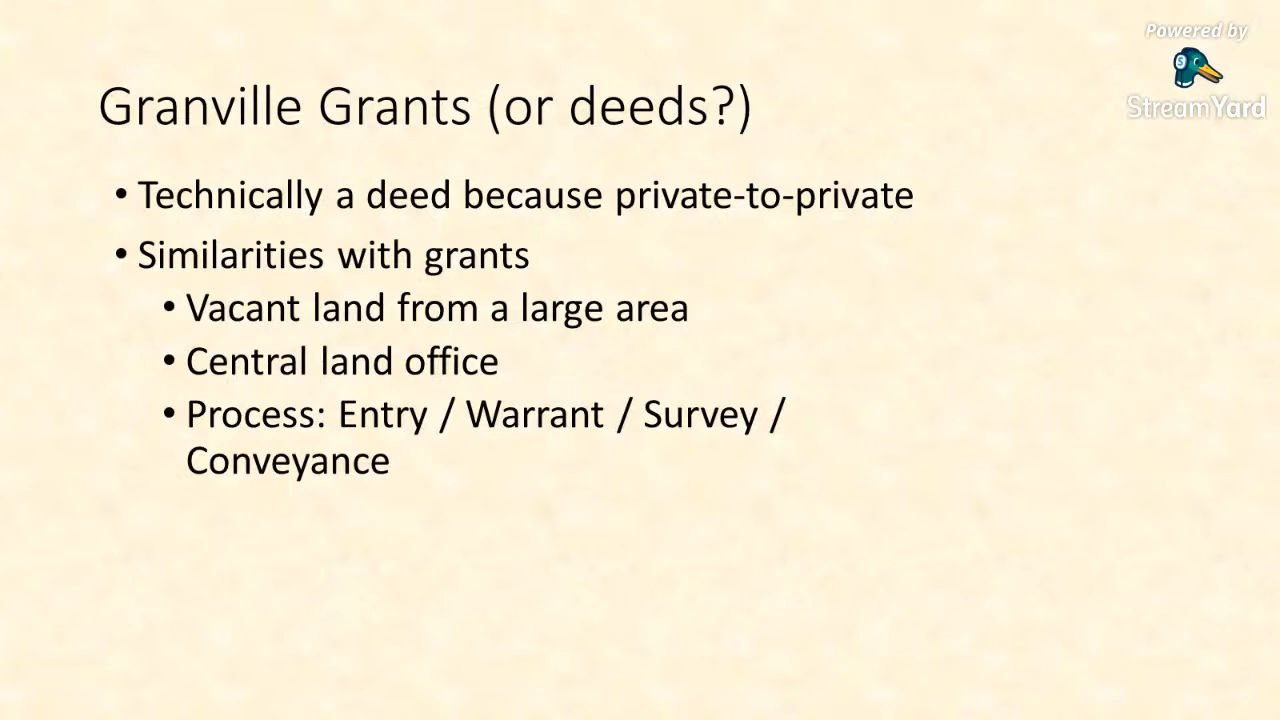 Powered by
StreamYard
Granville Grants (or deeds?)
• Technically a deed because private-to-private
• Similarities with grants
• Vacant land from a large area
• Central land office
• Process: Entry / Warrant / Survey /
Conveyance